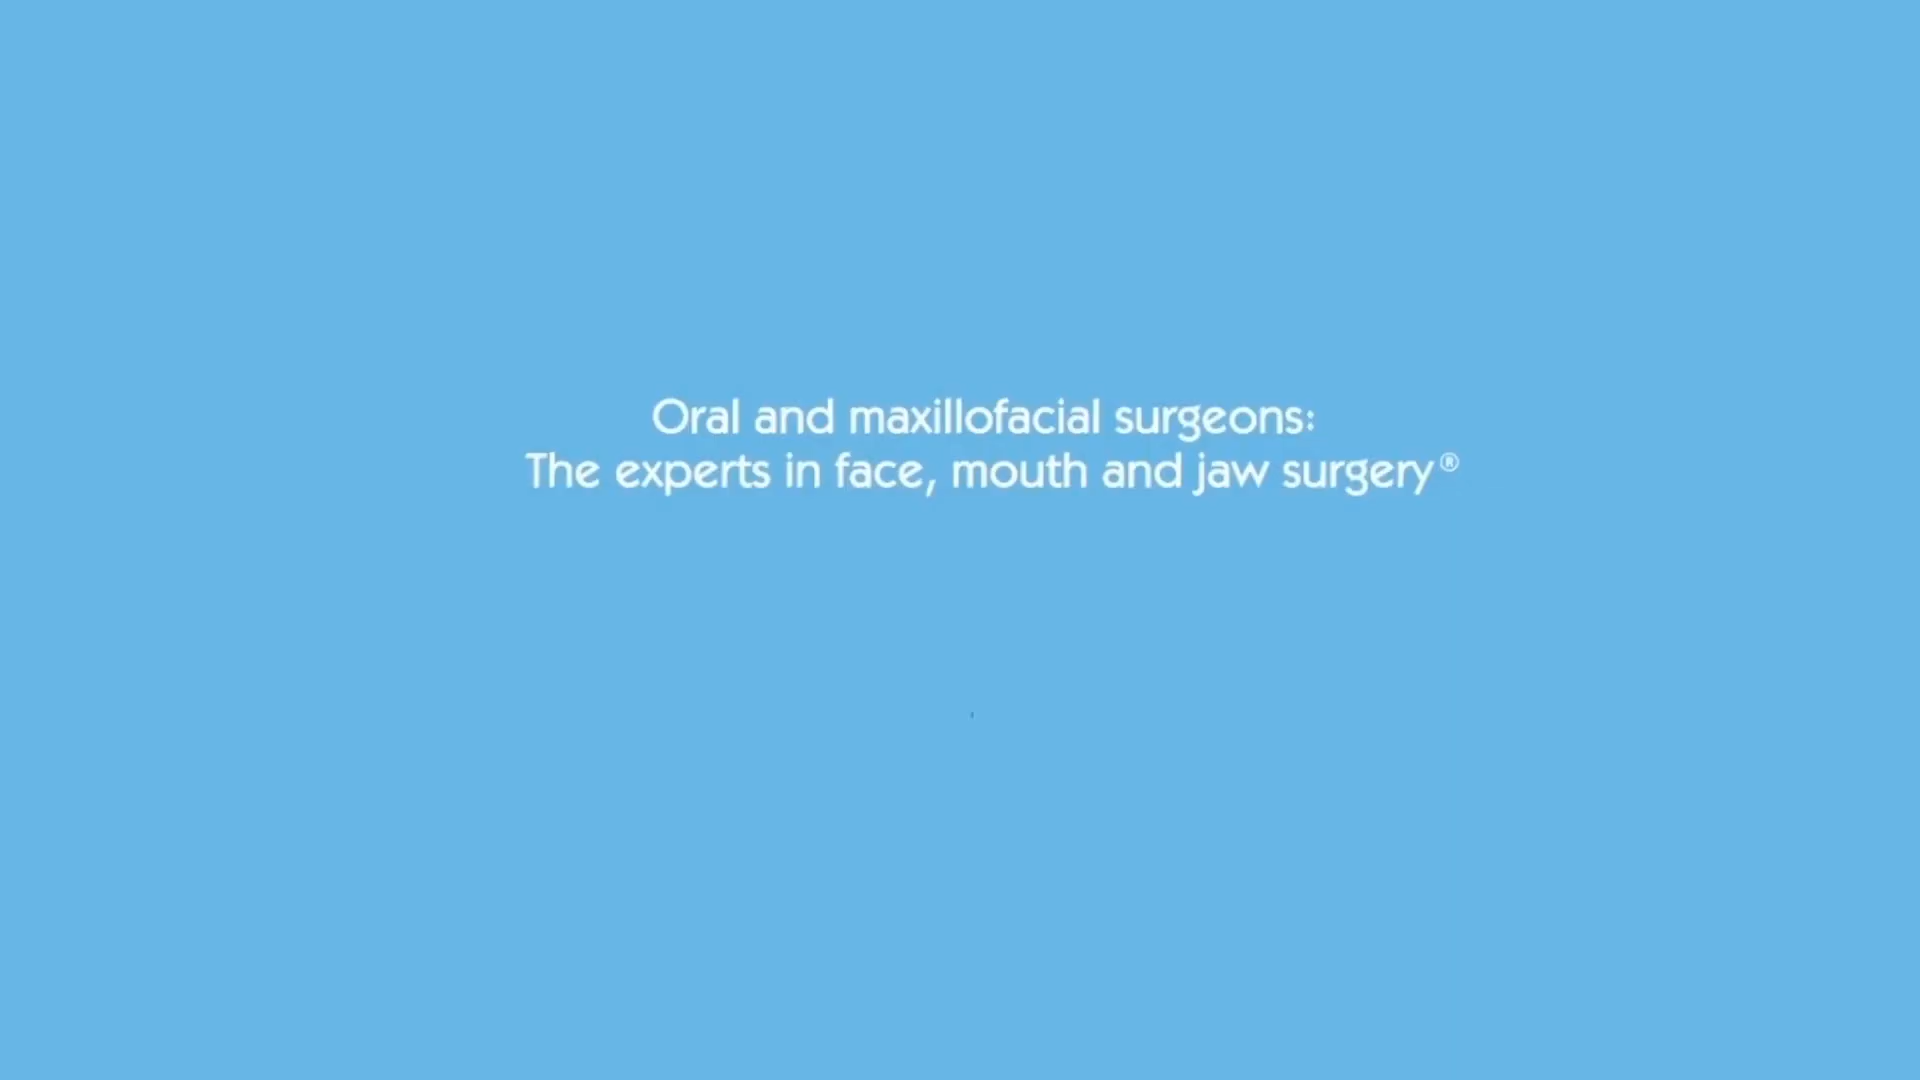 Oral and maxillofacial surgeons:
The experts in face, mouth and jaw surgery®